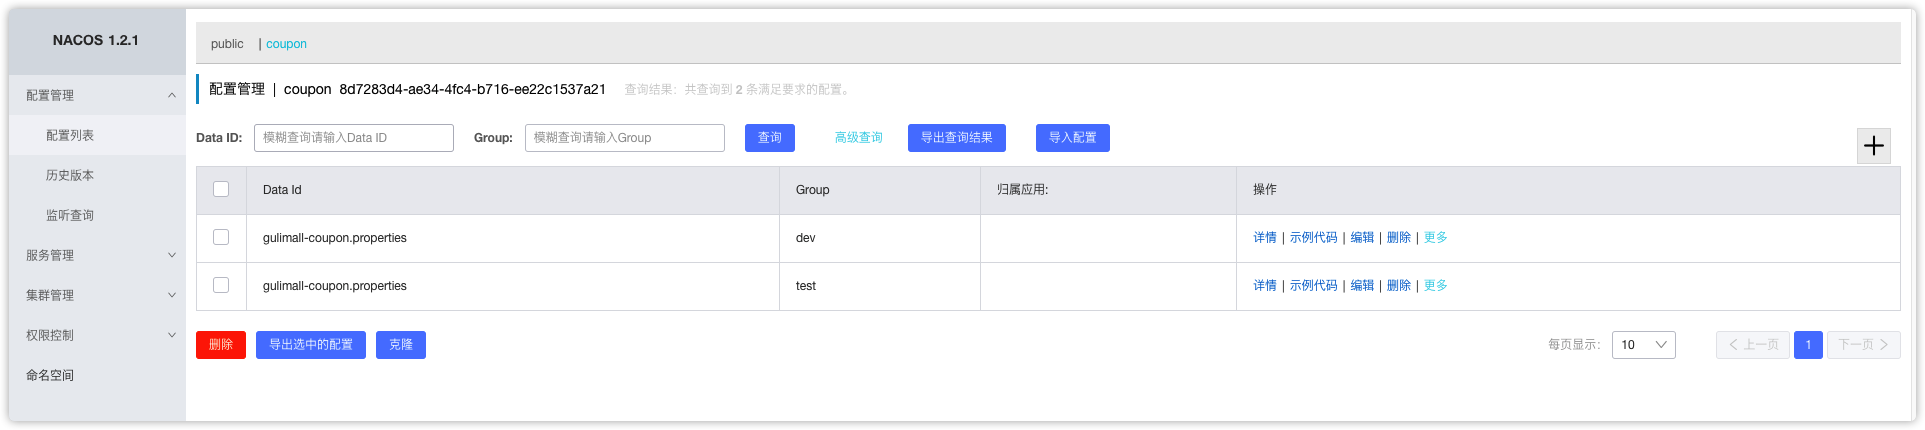 NACOS 1.2.1
配置管理
配置列表
历史版本
监听查询
服务管理
集群管理
权限控制
命名空间
public | coupon
配置管理 | coupon 8d7283d4-ae34-4fc4-b716-ee22c1537a21 查询结果：共查询到 2 条满足要求的配置。
Data ID: 模糊查询请输入Data ID Group: 模糊查询请输入Group 查询 高级查询 导出查询结果 导入配置
Data Id Group 归属应用: 操作
gulimall-coupon.properties dev 详情 | 示例代码 | 编辑 | 删除 | 更多
gulimall-coupon.properties test 详情 | 示例代码 | 编辑 | 删除 | 更多
删除 导出选中的配置 克隆 每页显示： 10 上一页 1 下一页